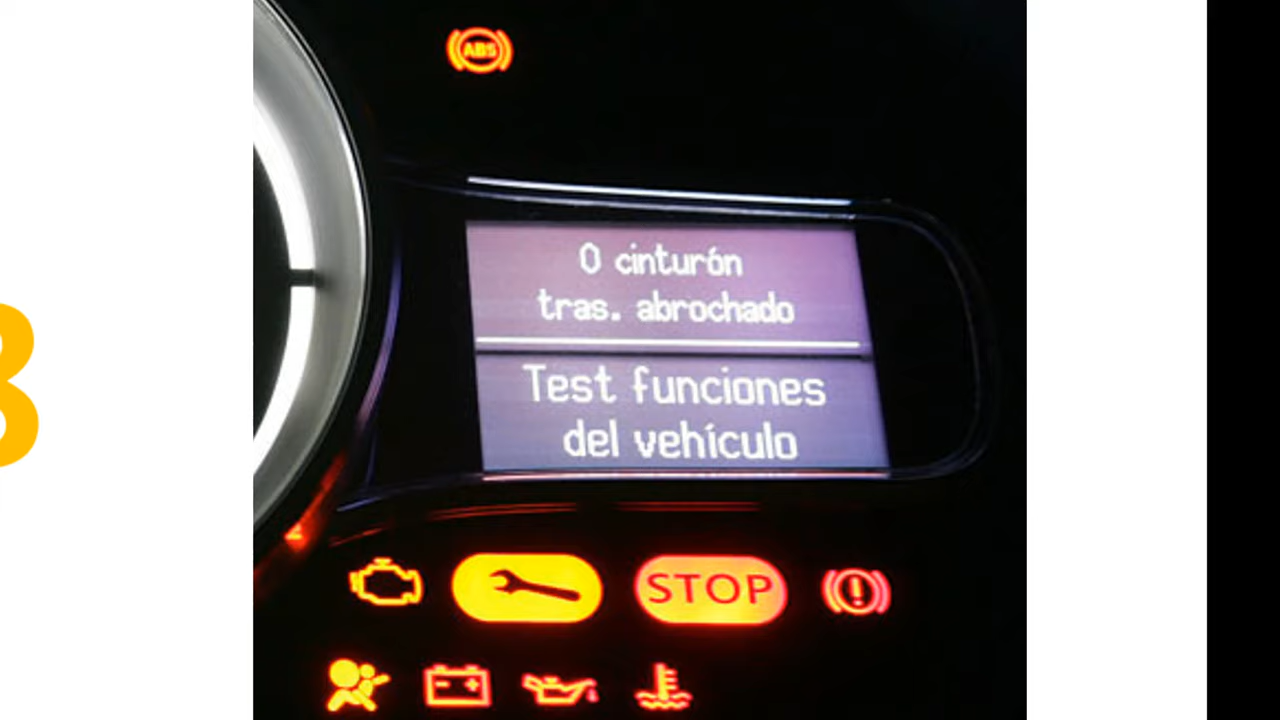 ABS
0 cinturón
tras. abrochado
Test funciones
del vehículo
STOP